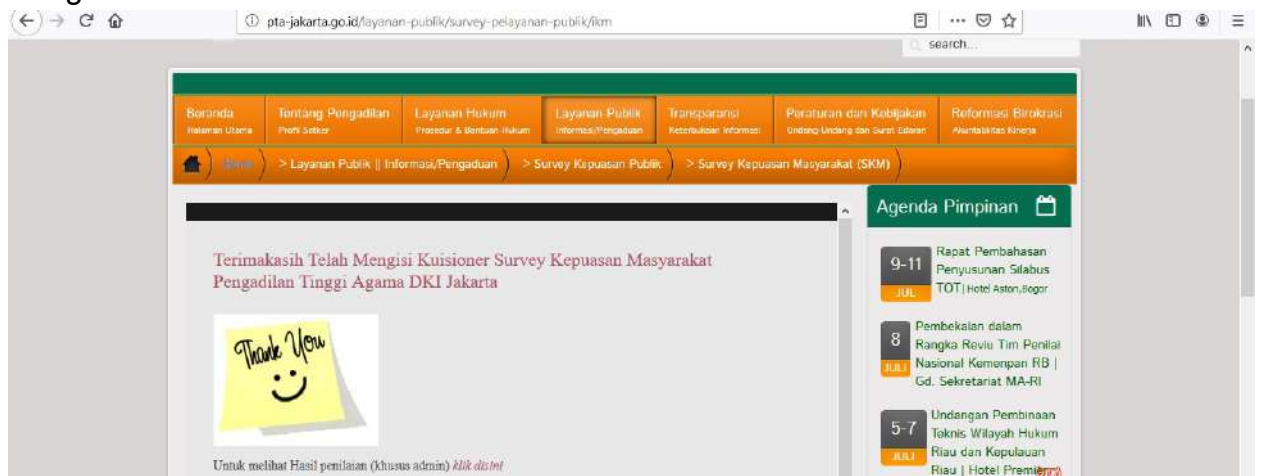 pta-jakarta.go.id/layanan-publik/survey-pelayanan-publik/ikm
search...
Beranda
Halaman Utama
Tentang Pengadilan
Profil Satker
Layanan Hukum
Prosedur & Bantuan Hukum
Layanan Publik
Informasi/Pengaduan
Transparansi
Keterbukaan Informasi
Peraturan dan Kebijakan
Undang-Undang dan Surat Edaran
Reformasi Birokrasi
Akuntabilitas Kinerja
> Layanan Publik || Informasi/Pengaduan
> Survey Kepuasan Publik
> Survey Kepuasan Masyarakat (SKM)
Terimakasih Telah Mengisi Kuisioner Survey Kepuasan Masyarakat
Pengadilan Tinggi Agama DKI Jakarta
Thank You
Untuk melihat Hasil penilaian (khusus admin) klik disini
Agenda Pimpinan
9-11
JUL
Rapat Pembahasan
Penyusunan Silabus
TOT| Hotel Aston,Bogor
8
JULI
Pembekalan dalam
Rangka Reviu Tim Penilai
Nasional Kemenpan RB |
Gd. Sekretariat MA-RI
5-7
JULI
Undangan Pembinaan
Teknis Wilayah Hukum
Riau dan Kepulauan
Riau | Hotel Premiere